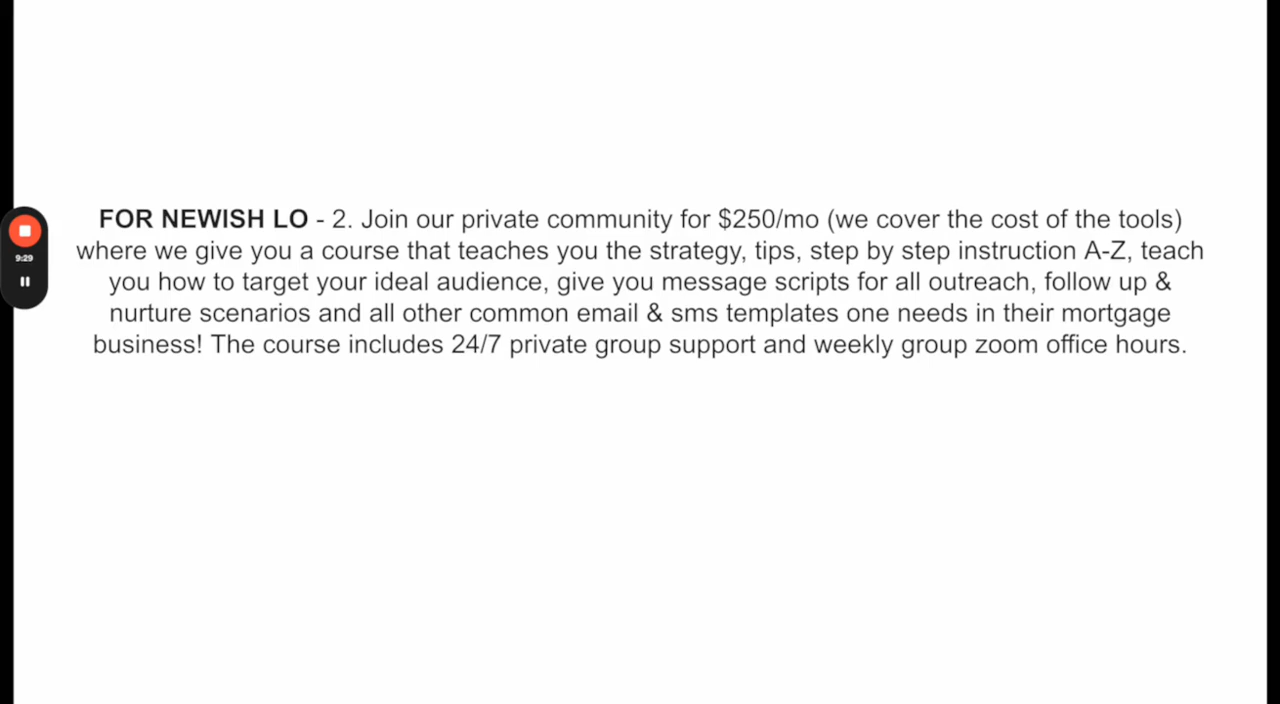 FOR NEWISH LO - 2. Join our private community for $250/mo (we cover the cost of the tools)
where we give you a course that teaches you the strategy, tips, step by step instruction A-Z, teach
you how to target your ideal audience, give you message scripts for all outreach, follow up &
nurture scenarios and all other common email & sms templates one needs in their mortgage
business! The course includes 24/7 private group support and weekly group zoom office hours.
9:29